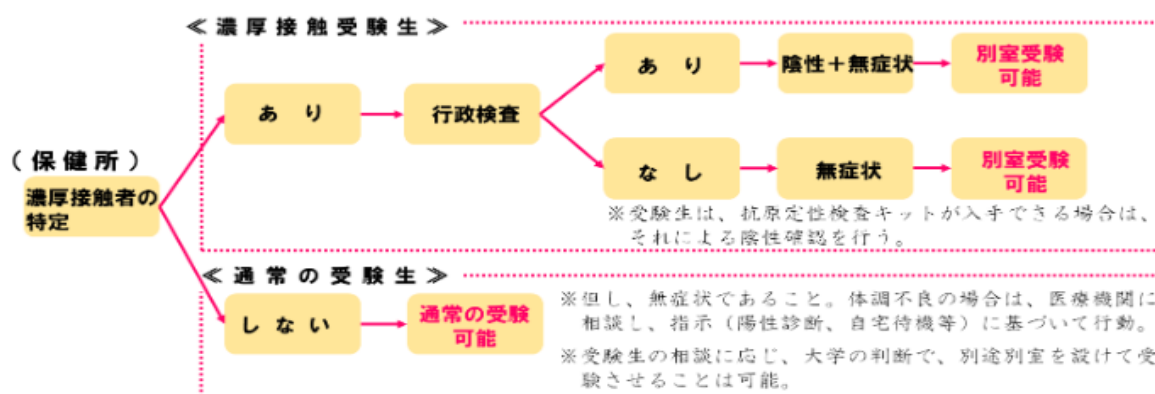 ≪濃厚接触受験生≫
(保健所)
濃厚接触者の
特定
あり
行政検査
あり
陰性＋無症状
別室受験
可能
なし
無症状
別室受験
可能
※受験生は、抗原定性検査キットが入手できる場合は、
それによる陰性確認を行う。
≪通常の受験生≫
しない
通常の受験
可能
※但し、無症状であること。体調不良の場合は、医療機関に
相談し、指示（陽性診断、自宅待機等）に基づいて行動。
※受験生の相談に応じ、大学の判断で、別途別室を設けて受
験させることは可能。